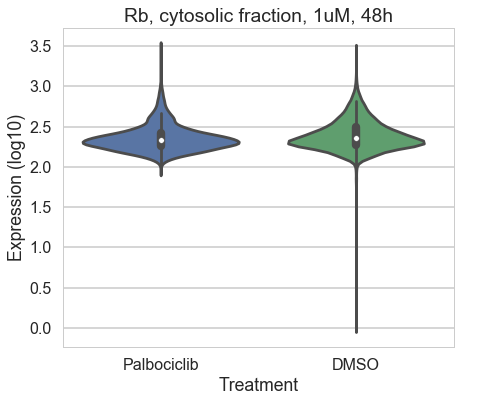 Rb, cytosolic fraction, 1uM, 48h
Expression (log10)
3.5
3.0
2.5
2.0
1.5
1.0
0.5
0.0
Palbociclib DMSO
Treatment